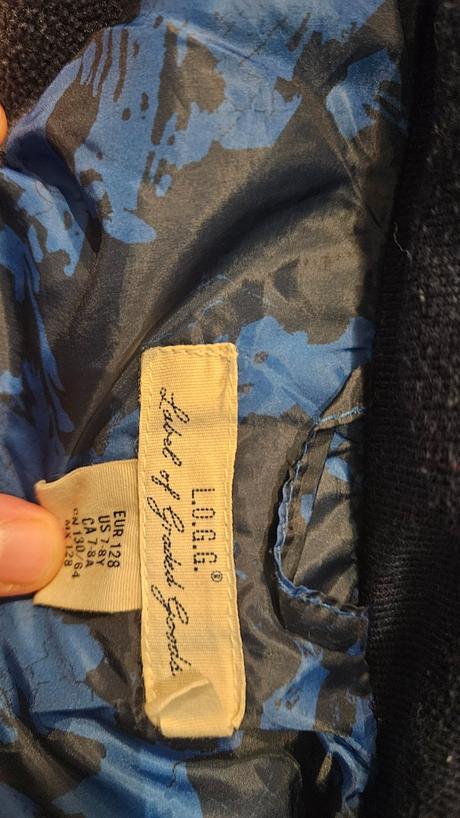 L.O.G.G.®
Label of Graded Goods
EUR 128
US 7-8Y
CA 7-8A
CN 130/64
MX 128